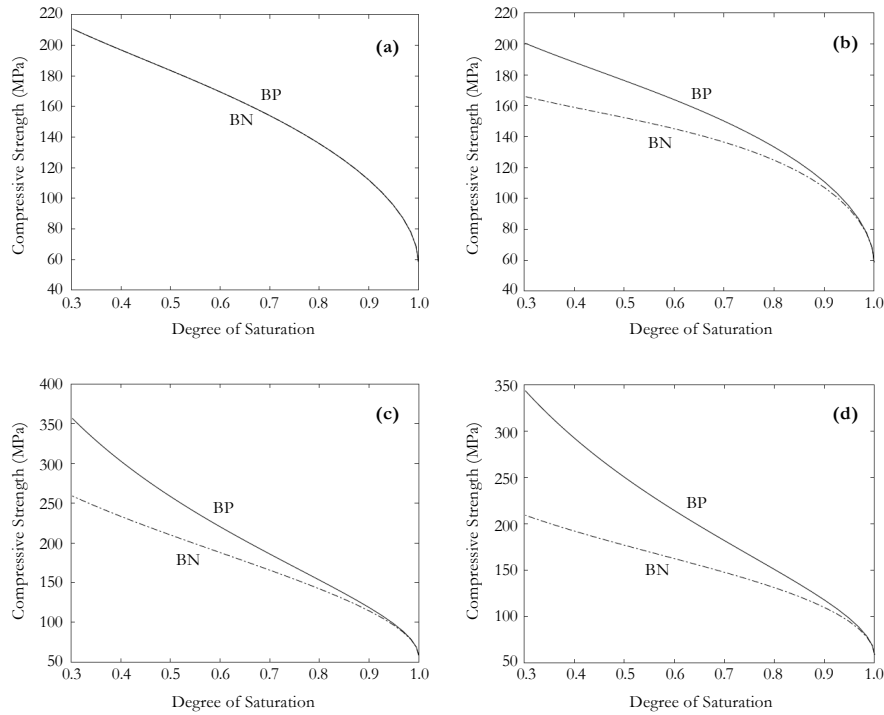 (a)
Compressive Strength (MPa)
220
200
180
160
140
120
100
80
60
40
BP
BN
0.3 0.4 0.5 0.6 0.7 0.8 0.9 1.0
Degree of Saturation
(b)
Compressive Strength (MPa)
220
200
180
160
140
120
100
80
60
40
BP
BN
0.3 0.4 0.5 0.6 0.7 0.8 0.9 1.0
Degree of Saturation
(c)
Compressive Strength (MPa)
400
350
300
250
200
150
100
50
BP
BN
0.3 0.4 0.5 0.6 0.7 0.8 0.9 1.0
Degree of Saturation
(d)
Compressive Strength (MPa)
350
300
250
200
150
100
50
BP
BN
0.3 0.4 0.5 0.6 0.7 0.8 0.9 1.0
Degree of Saturation